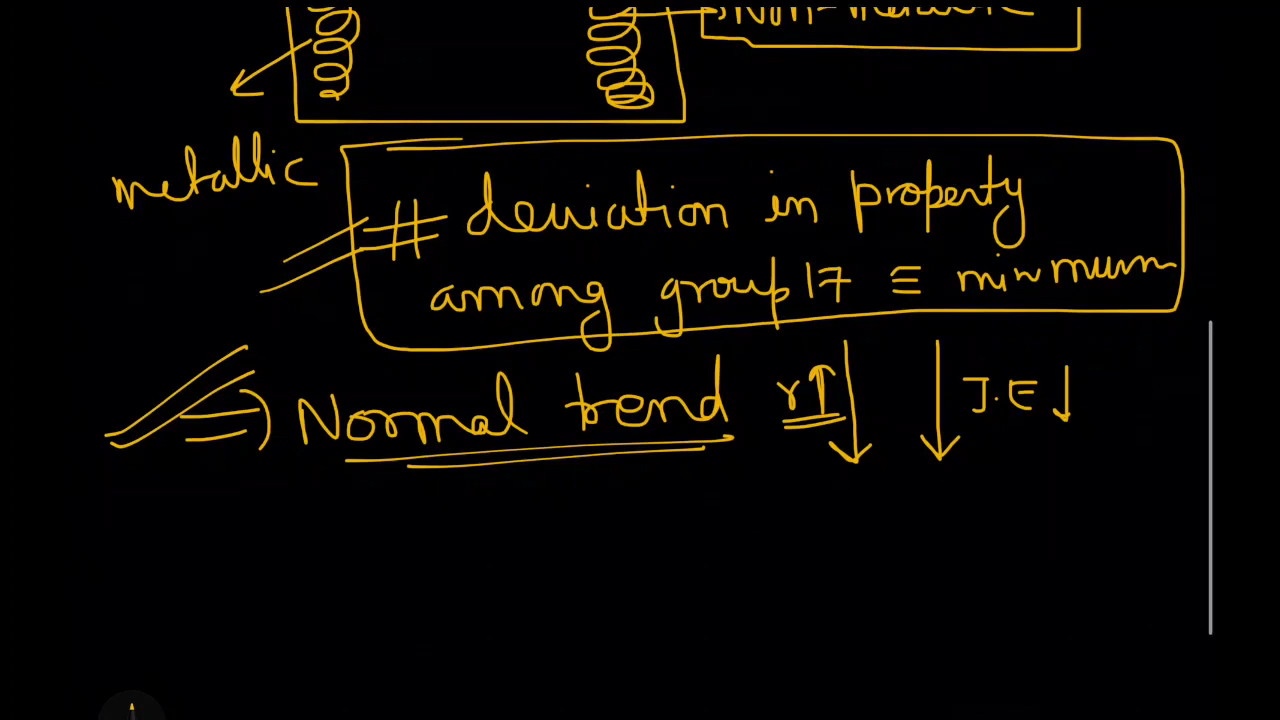 metallic
# deviation in property
among group 17 ≡ minimum
=) Normal trend r↑ ↓ ↓ I.E↓